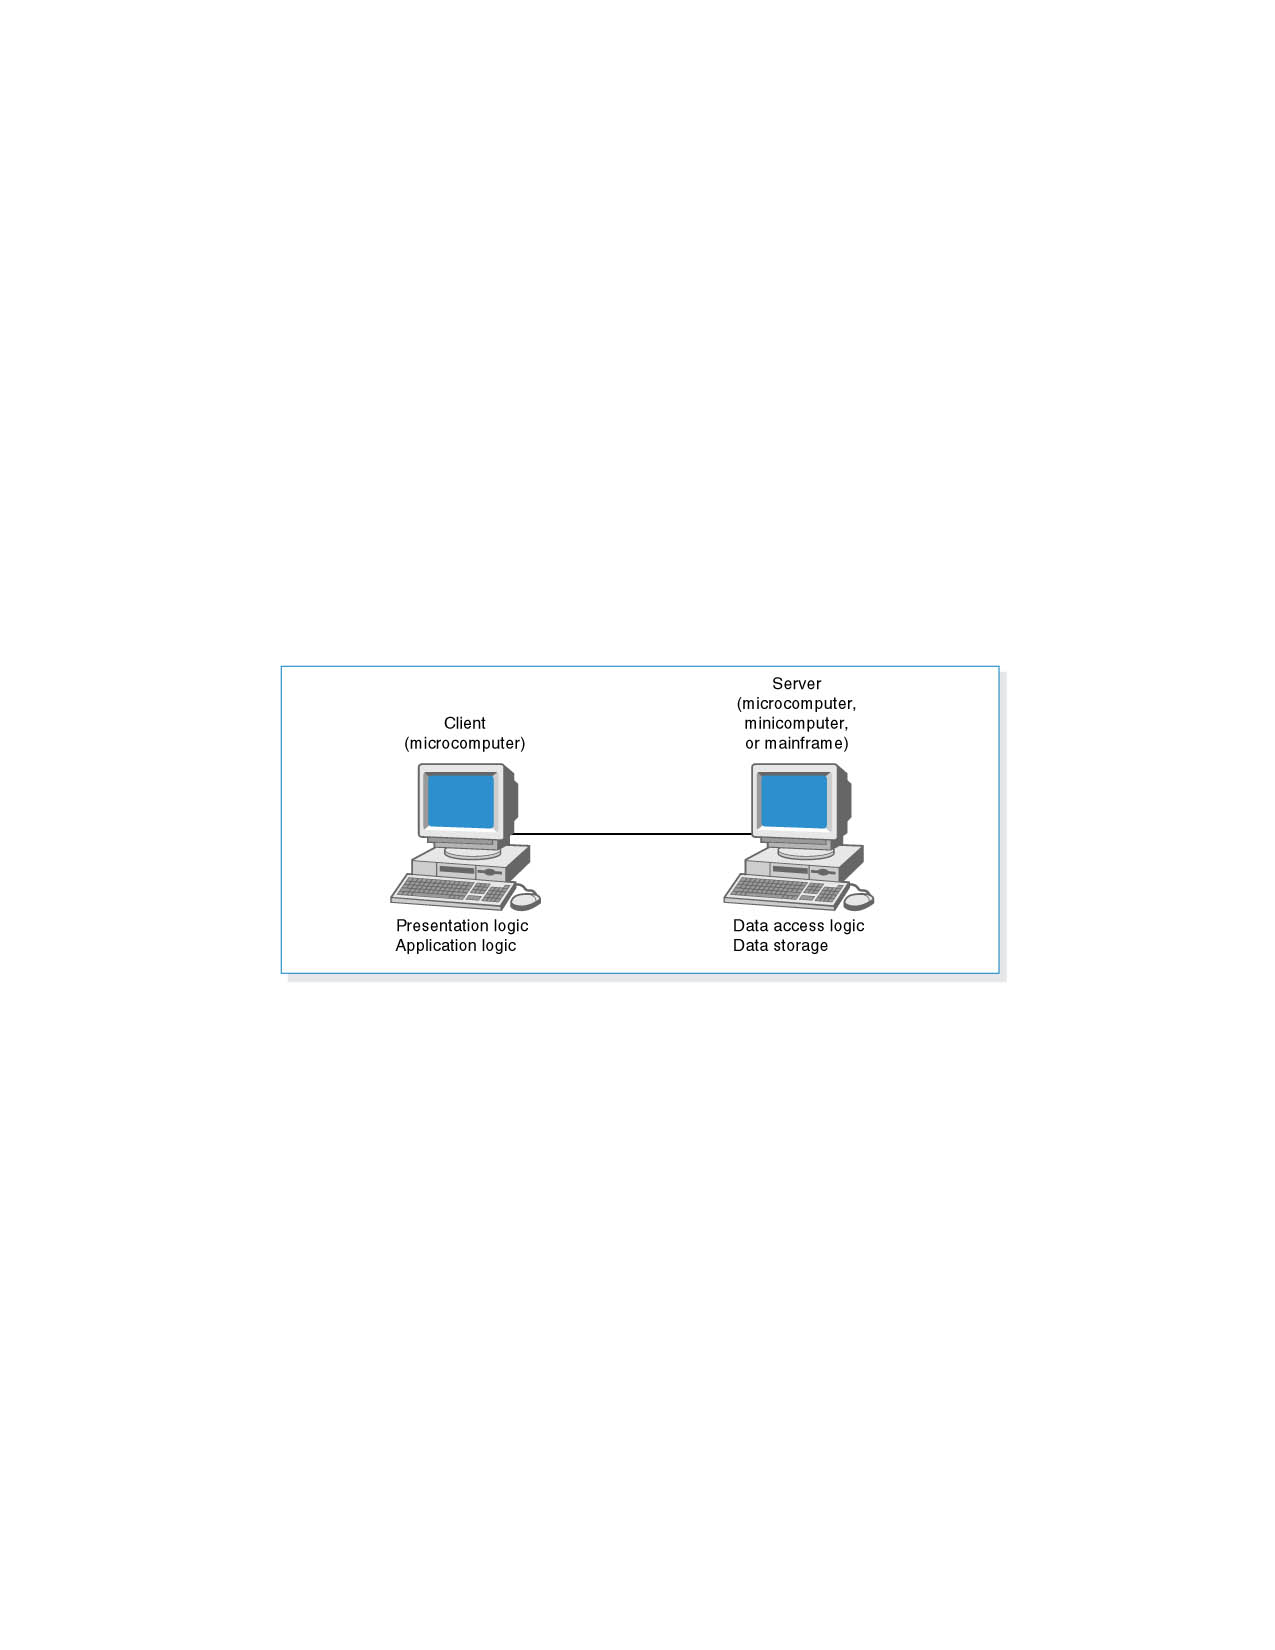 Client
(microcomputer)
Server
(microcomputer,
minicomputer,
or mainframe)
Presentation logic
Application logic
Data access logic
Data storage